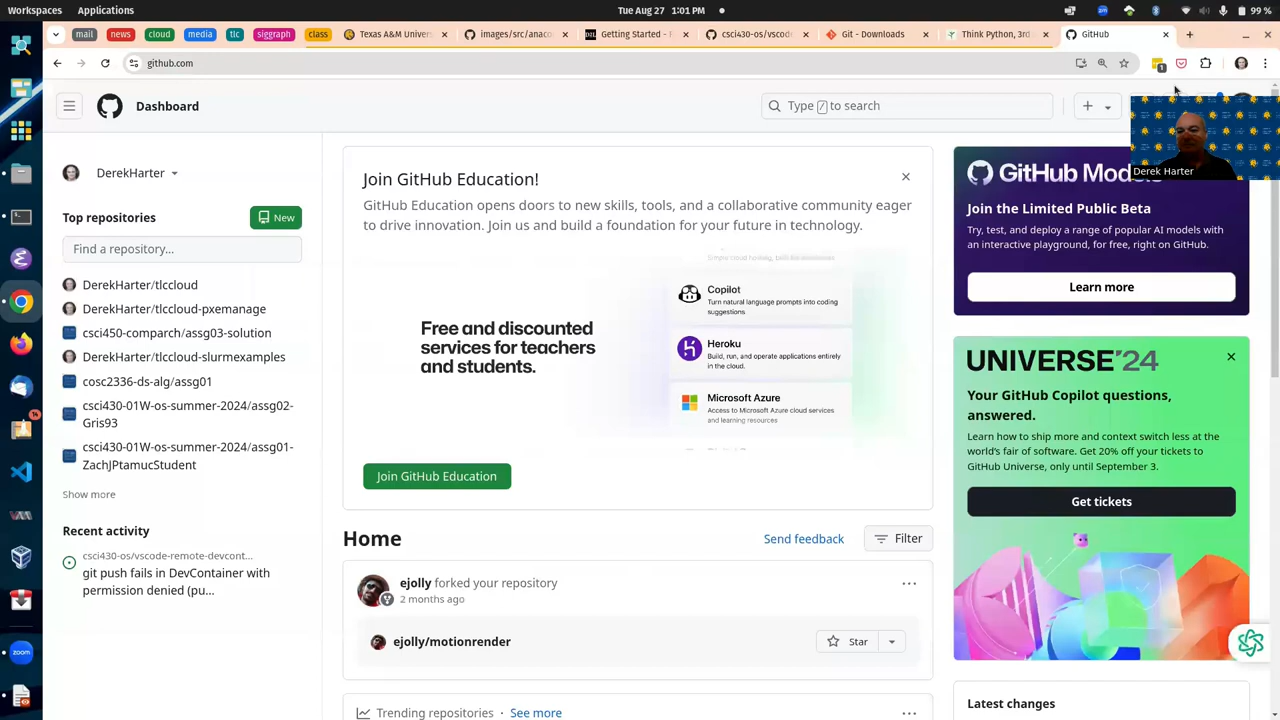 Workspaces Applications Tue Aug 27 1:01 PM 99 %
mail news cloud media tlc siggraph class Texas A&M Univers images/src/anaco Getting Started - F csci430-os/vscode Git - Downloads Think Python, 3rd GitHub
github.com
1
Dashboard
Type / to search
DerekHarter
Top repositories
New
Find a repository...
DerekHarter/tlccloud
DerekHarter/tlccloud-pxemanage
csci450-comparch/assg03-solution
DerekHarter/tlccloud-slurmexamples
cosc2336-ds-alg/assg01
csci430-01W-os-summer-2024/assg02-
Gris93
csci430-01W-os-summer-2024/assg01-
ZachJPtamucStudent
Show more
Recent activity
csci430-os/vscode-remote-devcont...
git push fails in DevContainer with
permission denied (pu...
Join GitHub Education!
GitHub Education opens doors to new skills, tools, and a collaborative community eager
to drive innovation. Join us and build a foundation for your future in technology.
Free and discounted
services for teachers
and students.
Copilot
Turn natural language prompts into coding
suggestions
Heroku
Build, run, and operate applications entirely
in the cloud.
Microsoft Azure
Access to Microsoft Azure cloud services
and learning resources
Join GitHub Education
Home
Send feedback
Filter
ejolly forked your repository
2 months ago
ejolly/motionrender
Star
Trending repositories · See more
Derek Harter
GitHub Mode
Join the Limited Public Beta
Try, test, and deploy a range of popular AI models with
an interactive playground, for free, right on GitHub.
Learn more
UNIVERSE'24
Your GitHub Copilot questions,
answered.
Learn how to ship more and context switch less at the
world's fair of software. Get 20% off your tickets to
GitHub Universe, only until September 3.
Get tickets
Latest changes
zoom